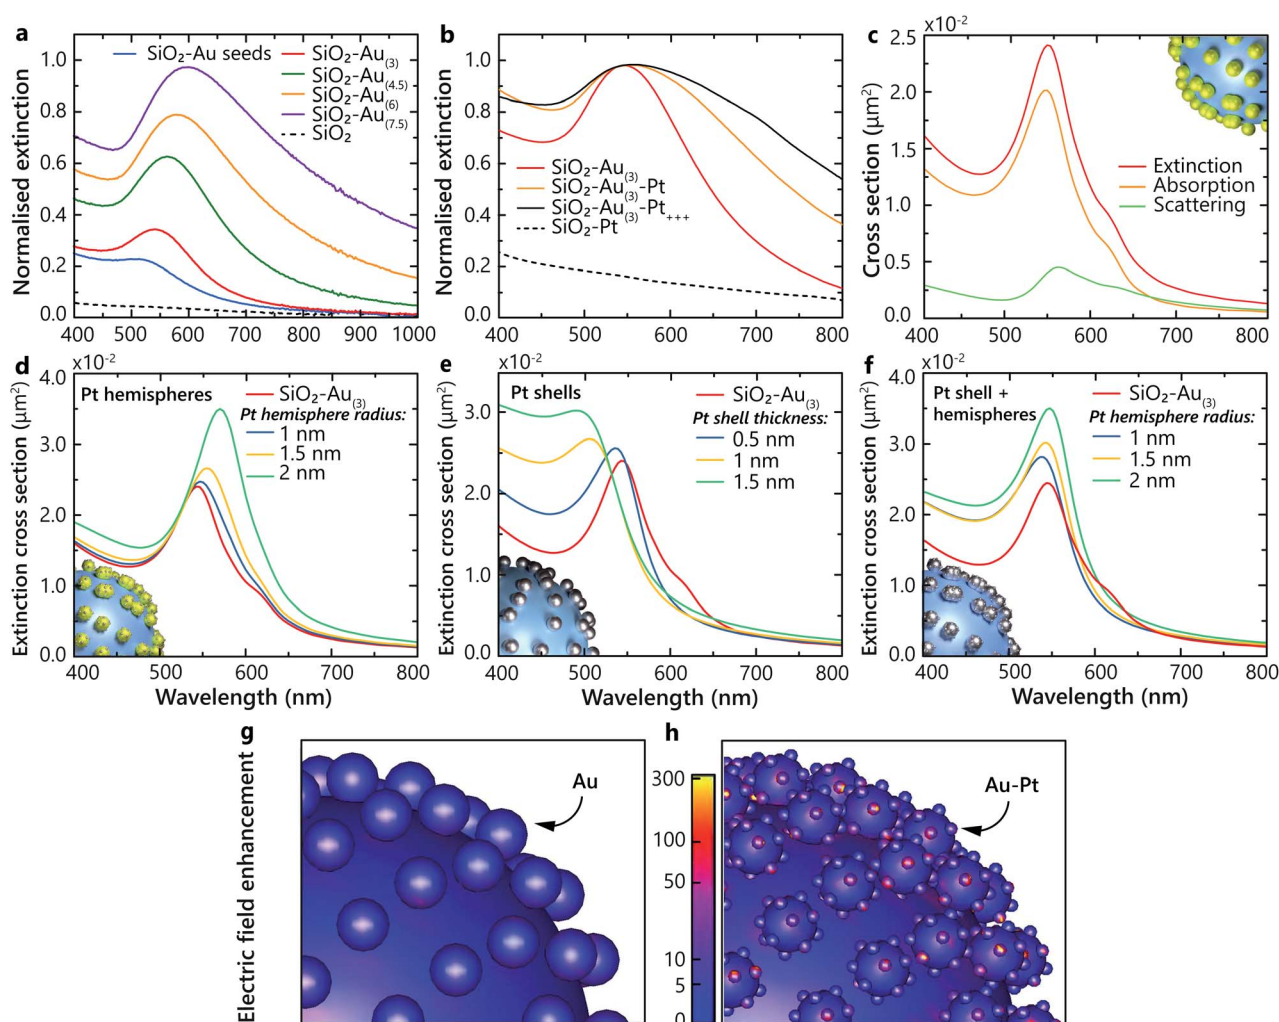 a
Normalised extinction
1.0
0.8
0.6
0.4
0.2
0.0
SiO₂-Au seeds
SiO₂-Au(3)
SiO₂-Au(4.5)
SiO₂-Au(6)
SiO₂-Au(7.5)
SiO₂
400 500 600 700 800 900 1000
b
Normalised extinction
1.0
0.8
0.6
0.4
0.2
0.0
SiO₂-Au(3)
SiO₂-Au(3)-Pt
SiO₂-Au(3)-Pt+++
SiO₂-Pt
400 500 600 700 800
c
x10⁻²
Cross section (μm²)
2.5
2.0
1.5
1.0
0.5
0.0
Extinction
Absorption
Scattering
400 500 600 700 800
d
x10⁻²
Extinction cross section (μm²)
4.0
3.0
2.0
1.0
0.0
Pt hemispheres
SiO₂-Au(3)
Pt hemisphere radius:
1 nm
1.5 nm
2 nm
400 500 600 700 800
Wavelength (nm)
e
x10⁻²
Extinction cross section (μm²)
3.0
2.0
1.0
0.0
Pt shells
SiO₂-Au(3)
Pt shell thickness:
0.5 nm
1 nm
1.5 nm
400 500 600 700 800
Wavelength (nm)
f
x10⁻²
Extinction cross section (μm²)
4.0
3.0
2.0
1.0
0.0
Pt shell +
hemispheres
SiO₂-Au(3)
Pt hemisphere radius:
1 nm
1.5 nm
2 nm
400 500 600 700 800
Wavelength (nm)
g
Electric field enhancement
Au
h
300
100
50
10
5
0
Au-Pt